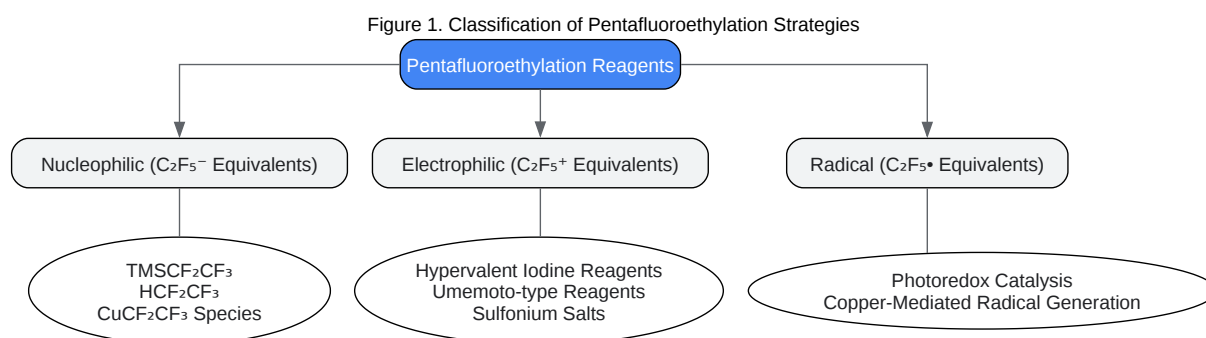 Figure 1. Classification of Pentafluoroethylation Strategies
Pentafluoroethylation Reagents
Nucleophilic (C₂F₅⁻ Equivalents)
Electrophilic (C₂F₅⁺ Equivalents)
Radical (C₂F₅• Equivalents)
TMSCF₂CF₃
HCF₂CF₃
CuCF₂CF₃ Species
Hypervalent Iodine Reagents
Umemoto-type Reagents
Sulfonium Salts
Photoredox Catalysis
Copper-Mediated Radical Generation